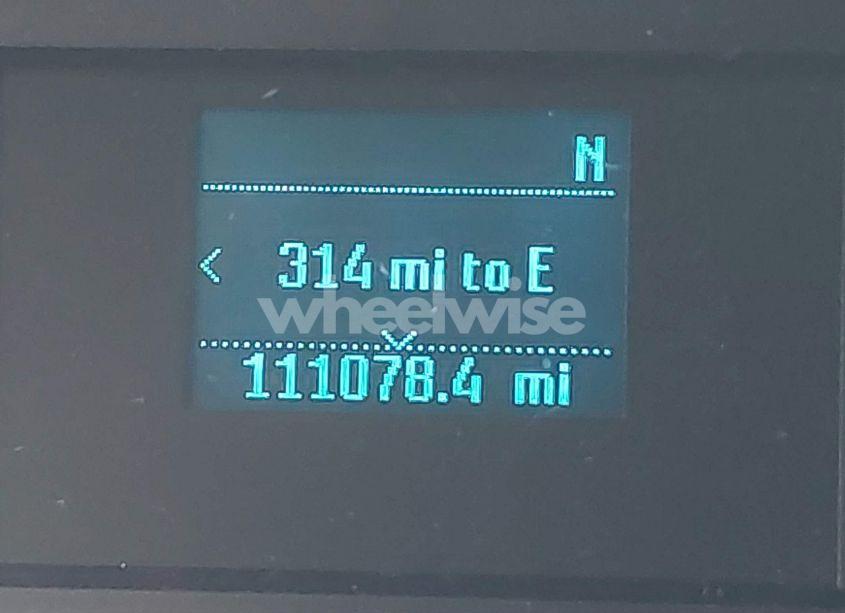 N
< 314 mi to E
wheelwise
111078.4 mi